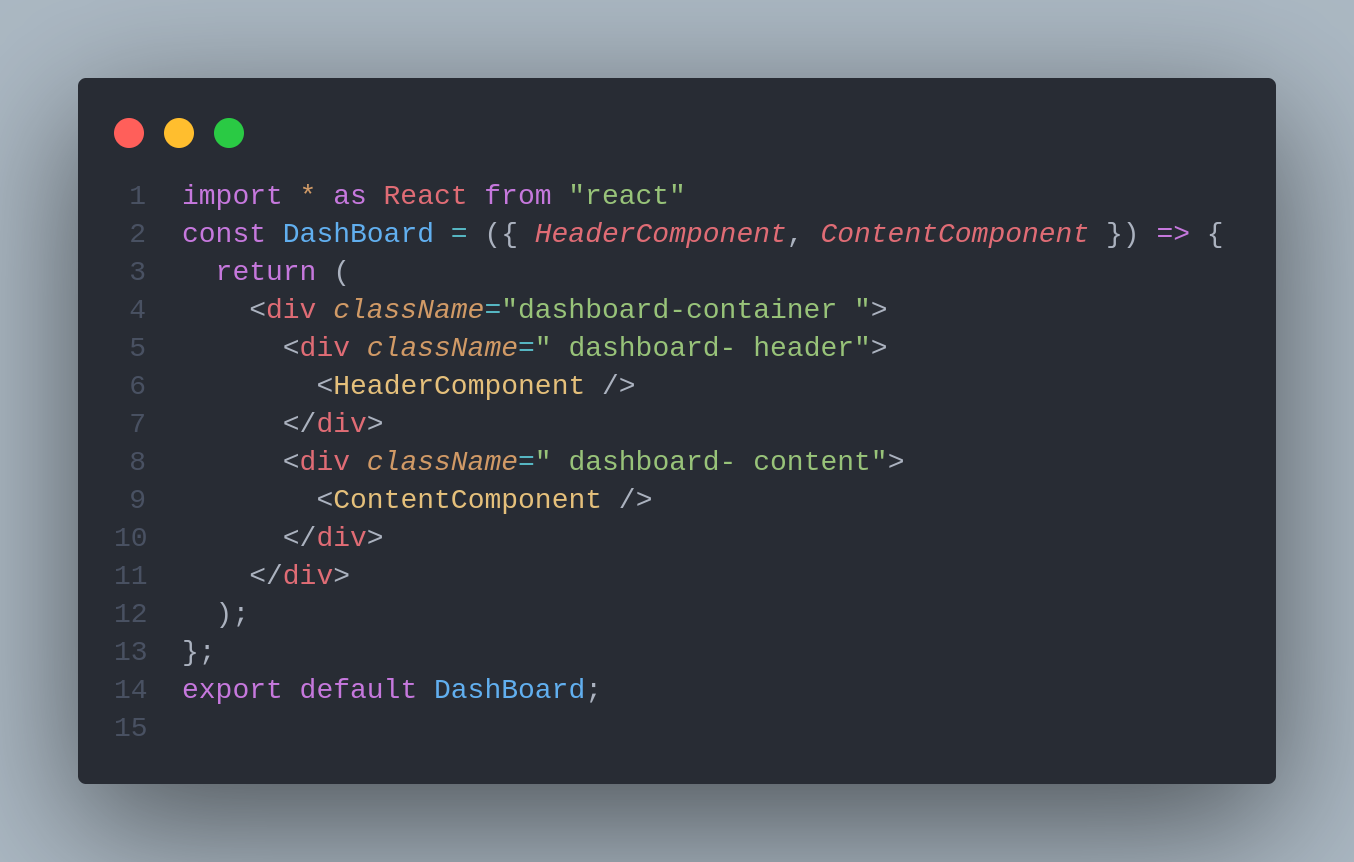 1 import * as React from "react"
2 const DashBoard = ({ HeaderComponent, ContentComponent }) => {
3   return (
4     <div className="dashboard-container ">
5       <div className=" dashboard- header">
6         <HeaderComponent />
7       </div>
8       <div className=" dashboard- content">
9         <ContentComponent />
10       </div>
11     </div>
12   );
13 };
14 export default DashBoard;
15